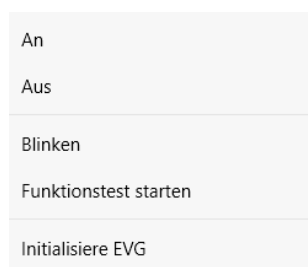 An
Aus
Blinken
Funktionstest starten
Initialisiere EVG